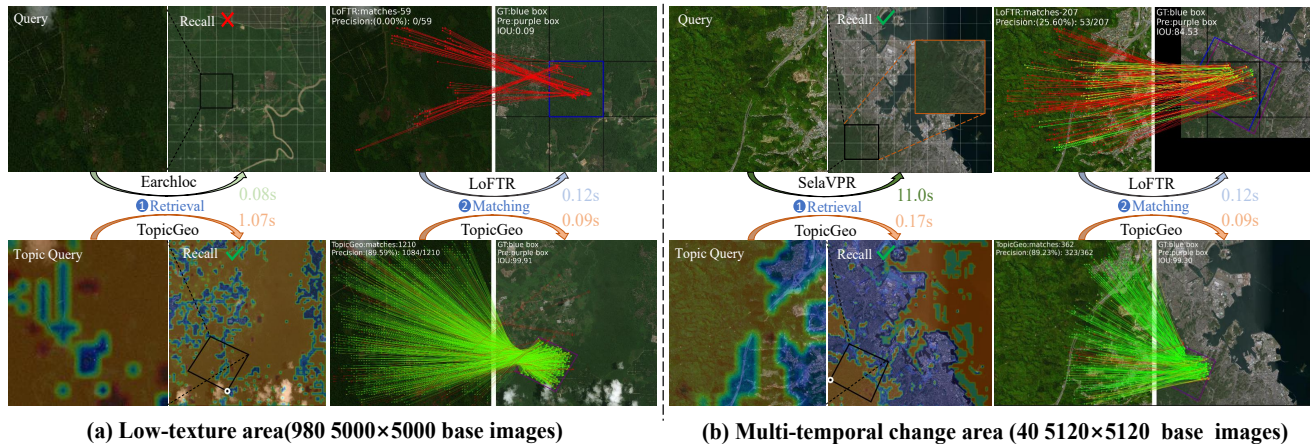 Query
Recall
LoFTR:matches-59
Precision:(0.00%): 0/59
GT:blue box
Pre:purple box
IOU:0.09
Earchloc
0.08s
LoFTR
0.12s
❶Retrieval
❷Matching
1.07s
TopicGeo
0.09s
TopicGeo
Topic Query
Recall
TopicGeo:matches:1210
Precision:(89.59%): 1084/1210
GT:blue box
Pre:purple box
IOU:99.91
(a) Low-texture area(980 5000×5000 base images)
Query
Recall
LoFTR:matches-207
Precision:(25.60%): 53/207
GT:blue box
Pre:purple box
IOU:84.53
SelaVPR
11.0s
LoFTR
0.12s
❶Retrieval
❷Matching
0.17s
TopicGeo
0.09s
TopicGeo
Topic Query
Recall
TopicGeo:matches:362
Precision:(89.23%): 323/362
GT:blue box
Pre:purple box
IOU:99.30
(b) Multi-temporal change area (40 5120×5120 base images)